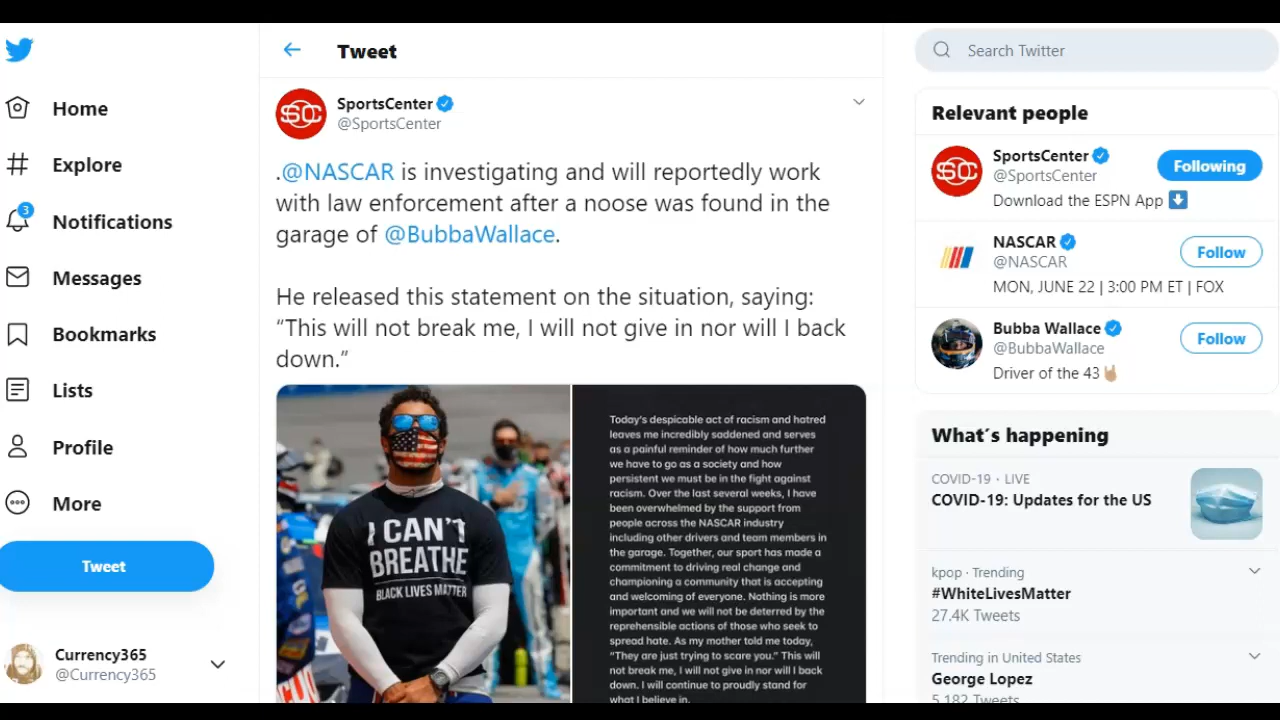 Tweet
Search Twitter
Home
Explore
3
Notifications
Messages
Bookmarks
Lists
Profile
More
Tweet
Currency365
@Currency365
SC
SportsCenter
@SportsCenter
.@NASCAR is investigating and will reportedly work
with law enforcement after a noose was found in the
garage of @BubbaWallace.
He released this statement on the situation, saying:
“This will not break me, I will not give in nor will I back
down.”
I CAN'T
BREATHE
BLACK LIVES MATTER
Today's despicable act of racism and hatred
leaves me incredibly saddened and serves
as a painful reminder of how much further
we have to go as a society and how
persistent we must be in the fight against
racism. Over the last several weeks, I have
been overwhelmed by the support from
people across the NASCAR industry
including other drivers and team members in
the garage. Together, our sport has made a
commitment to driving real change and
championing a community that is accepting
and welcoming of everyone. Nothing is more
important and we will not be deterred by the
reprehensible actions of those who seek to
spread hate. As my mother told me today,
"They are just trying to scare you." This will
not break me, I will not give in nor will I back
down. I will continue to proudly stand for
what I believe in.
Relevant people
SC
SportsCenter
@SportsCenter
Following
Download the ESPN App
NASCAR
@NASCAR
Follow
MON, JUNE 22 | 3:00 PM ET | FOX
Bubba Wallace
@BubbaWallace
Follow
Driver of the 43
What's happening
COVID-19 · LIVE
COVID-19: Updates for the US
kpop · Trending
#WhiteLivesMatter
27.4K Tweets
Trending in United States
George Lopez
5,182 Tweets